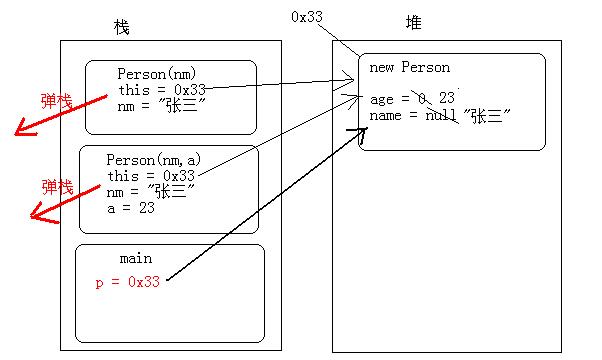 栈
0x33
堆
Person(nm)
this = 0x33
nm = "张三"
弹栈
Person(nm,a)
this = 0x33
nm = "张三"
a = 23
弹栈
main
p = 0x33
new Person
age = 0 23
name = null "张三"